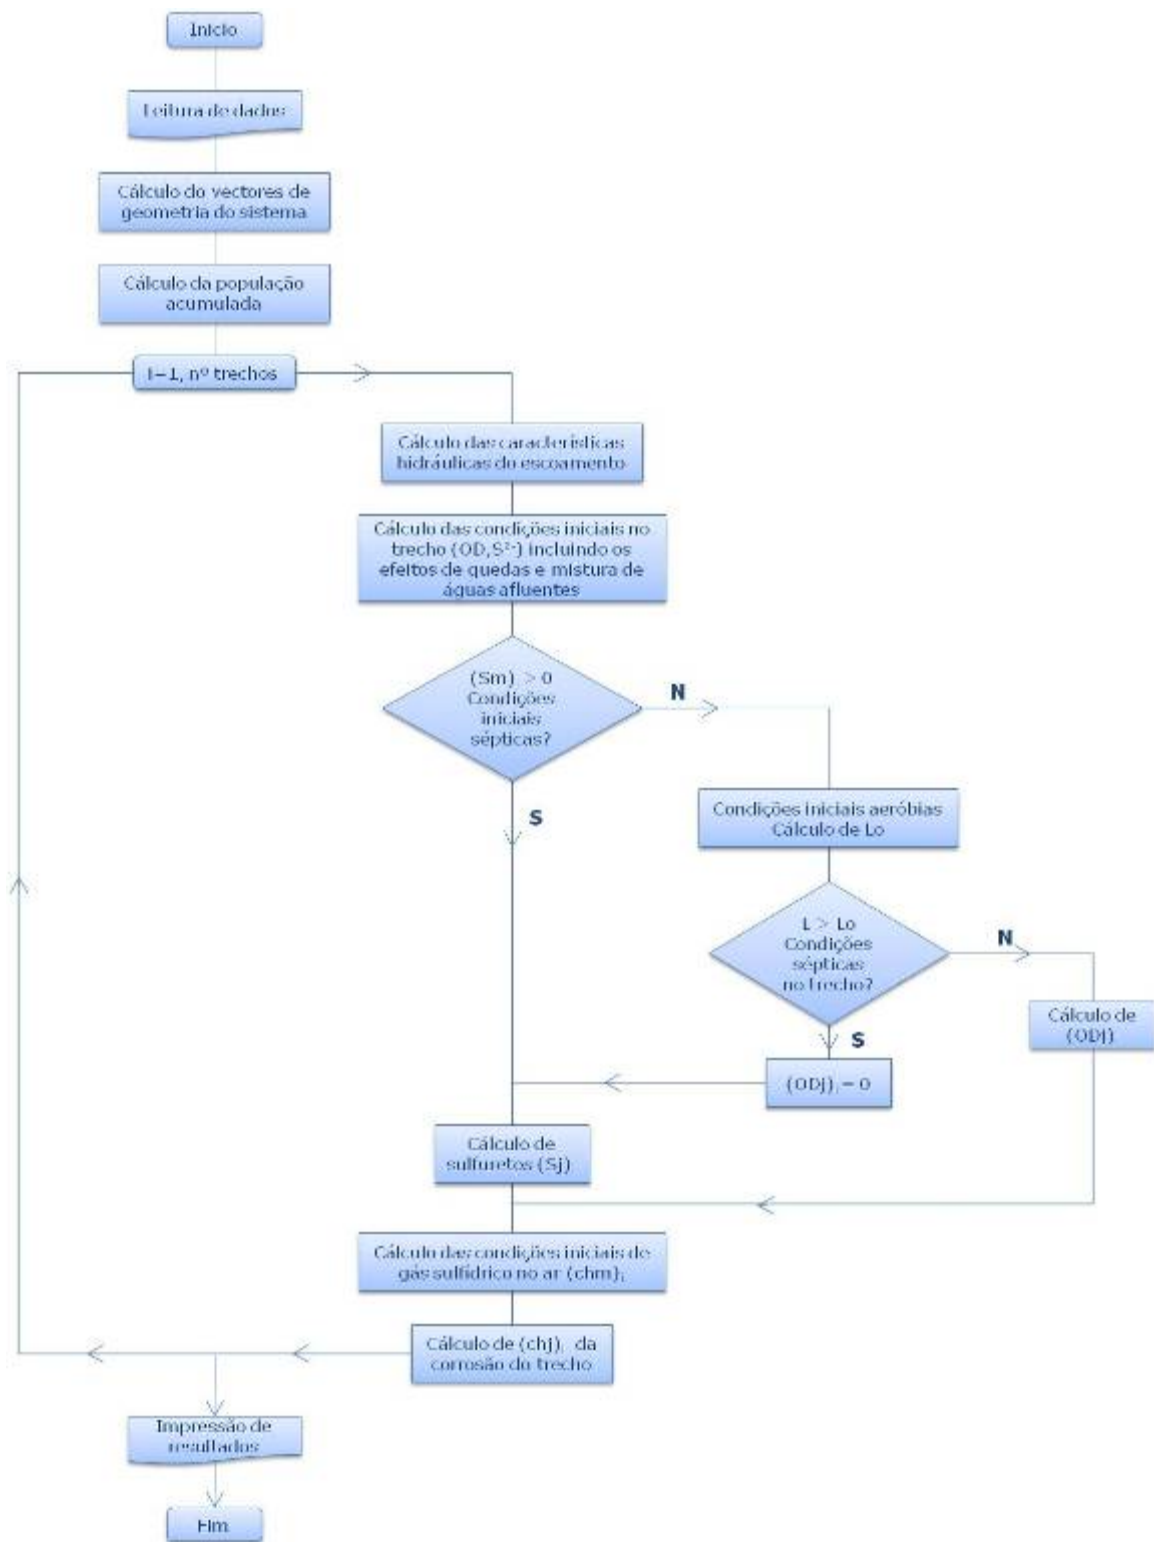 Inicio
Leitura de dados
Cálculo do vectores de
geometria do sistema
Cálculo da população
acumulada
I=1, nº trechos
Cálculo das características
hidráulicas do escoamento
Cálculo das condições iniciais no
trecho (OD,S²⁻) incluindo os
efeitos de quedas e mistura de
águas afluentes
(Sm) > 0
Condições
iniciais
sépticas?
N
S
Condições iniciais aeróbias
Cálculo de Lo
L > Lo
Condições
sépticas
no trecho?
N
S
Cálculo de
(ODj)
(ODj)ᵢ = 0
Cálculo de
sulfuretos (Sj)
Cálculo das condições iniciais de
gás sulfídrico no ar (chm)ᵢ
Cálculo de (chj)ᵢ da
corrosão do trecho
Impressão de
resultados
Fim